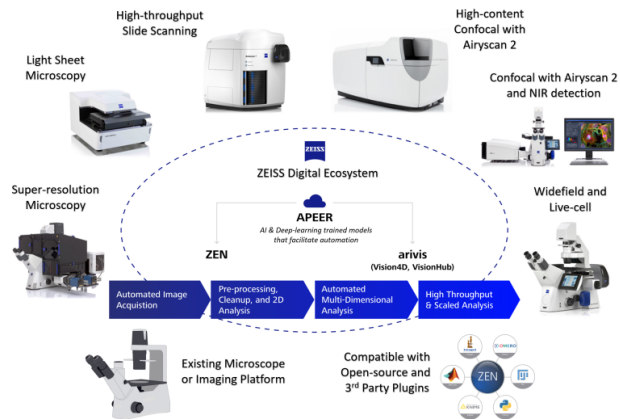 High-throughput
Slide Scanning
High-content
Confocal with
Airyscan 2
Light Sheet
Microscopy
Confocal with Airyscan 2
and NIR detection
ZEISS
ZEISS Digital Ecosystem
Super-resolution
Microscopy
Widefield and
Live-cell
APEER
AI & Deep-learning trained models
that facilitate automation
ZEN
arivis
(Vision4D, VisionHub)
Automated Image
Acquistion
Pre-processing,
Cleanup, and 2D
Analysis
Automated
Multi-Dimensional
Analysis
High Throughput
& Scaled Analysis
Existing Microscope
or Imaging Platform
Compatible with
Open-source and
3rd Party Plugins
ZEN